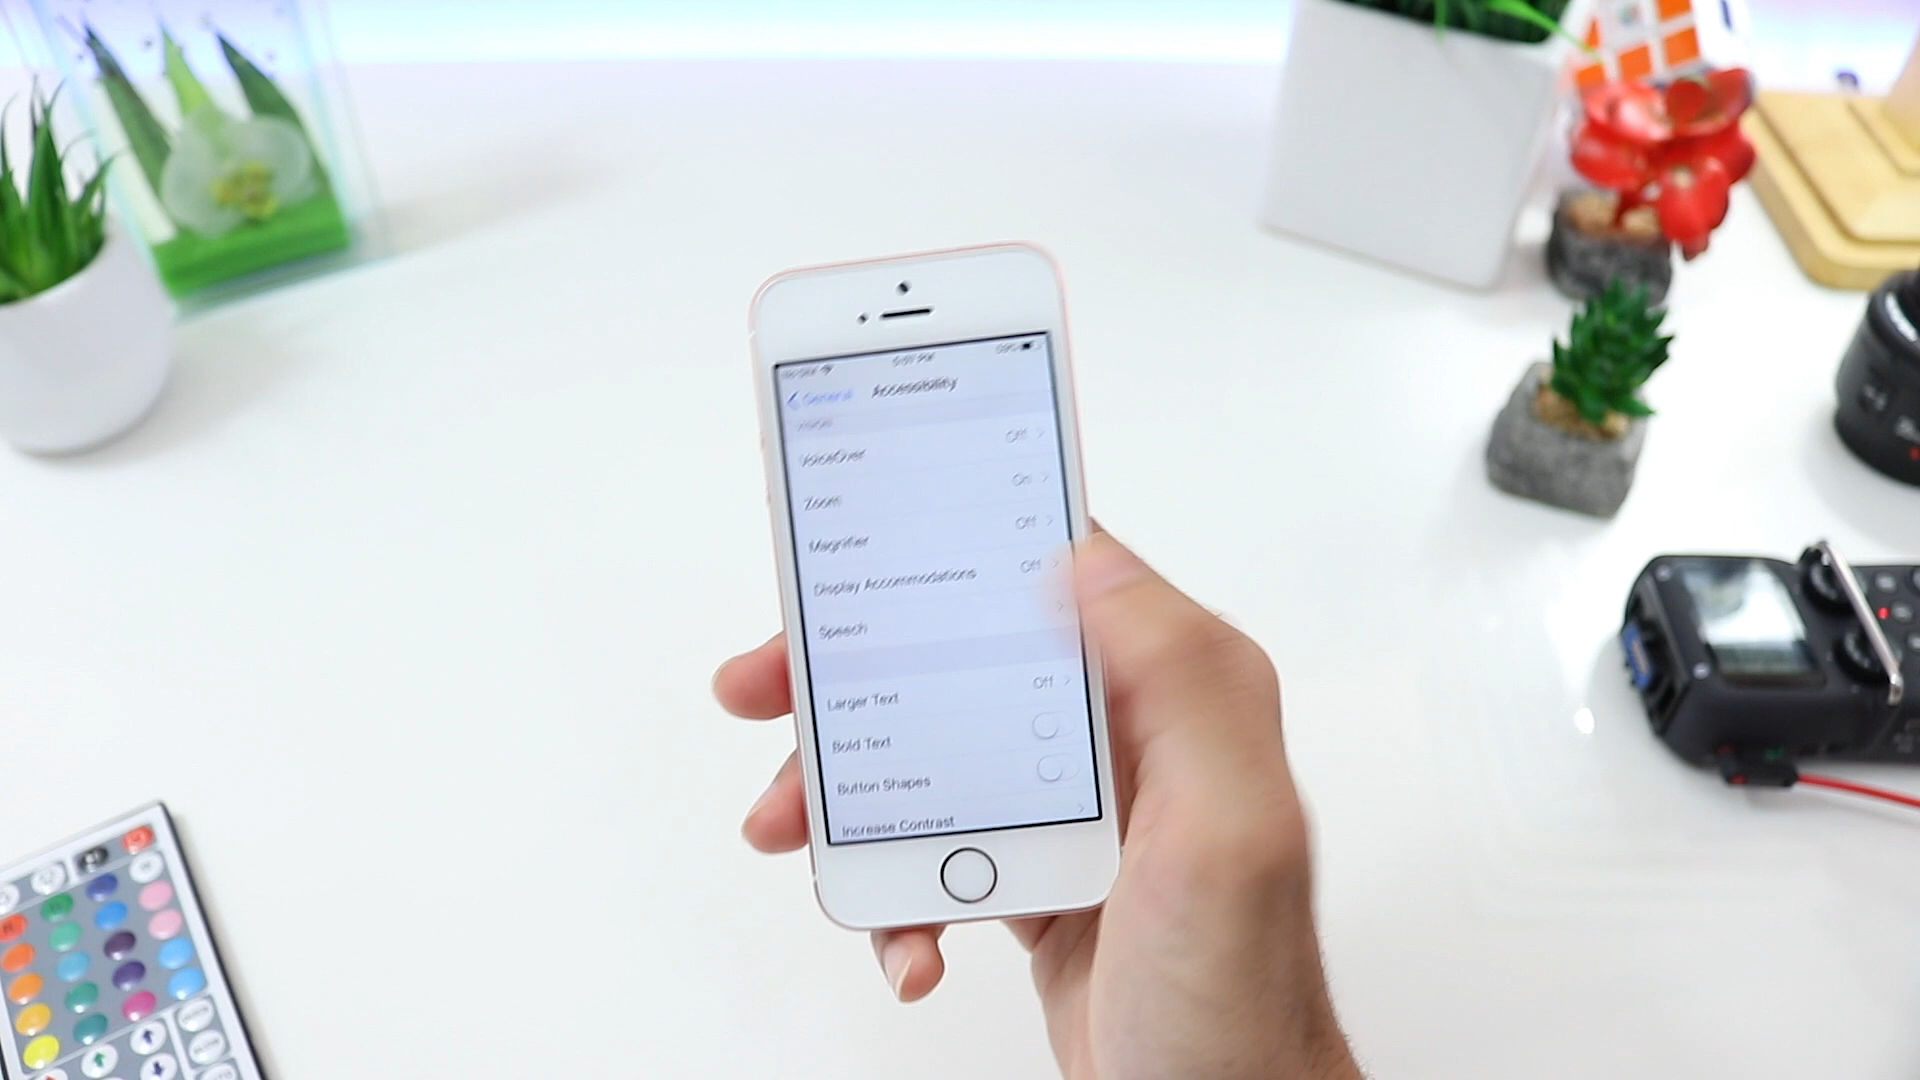 General
Accessibility
VISION
VoiceOver Off
Zoom On
Magnifier Off
Display Accommodations Off
Speech
Larger Text Off
Bold Text
Button Shapes
Increase Contrast